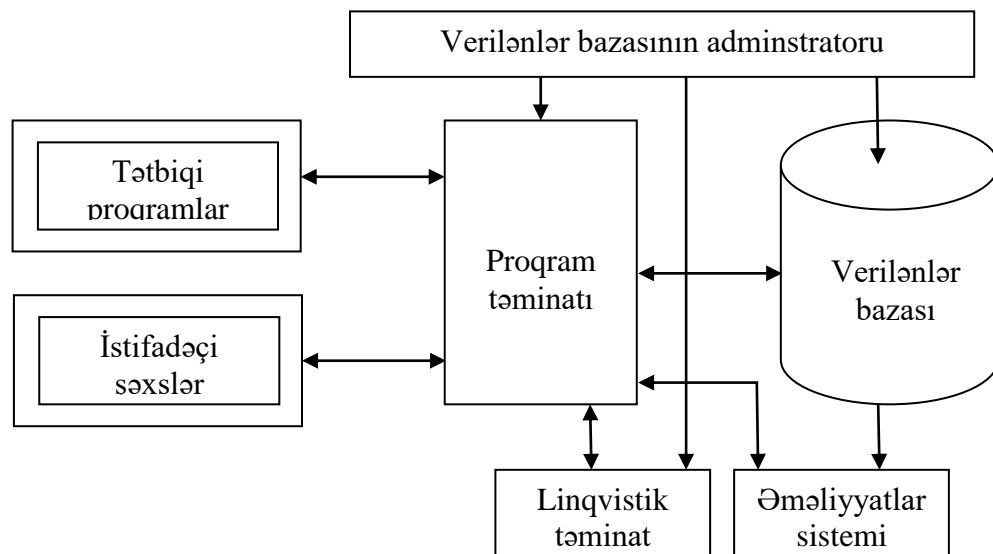 Verilənlər bazasının adminstratoru
Tətbiqi
proqramlar
Proqram
təminatı
Verilənlər
bazası
İstifadəçi
şəxslər
Linqvistik
təminat
Əməliyyatlar
sistemi